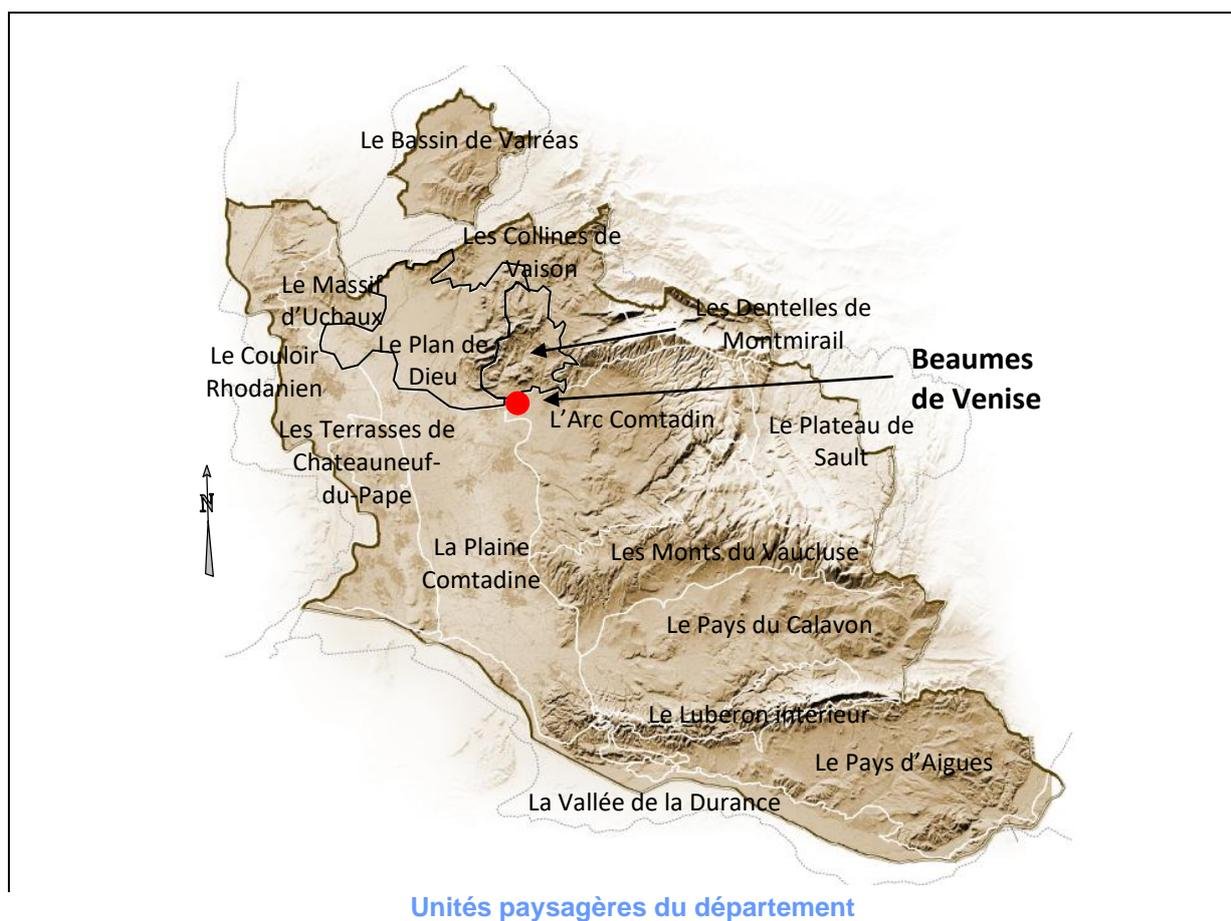 Le Bassin de Valréas
Les Collines de
Vaison
Le Massif
d'Uchaux
Les Dentelles de
Montmirail
Le Couloir
Rhodanien
Le Plan de
Dieu
Beaumes
de Venise
L'Arc Comtadin
Les Terrasses de
Chateauneuf-
du-Pape
Le Plateau de
Sault
N
La Plaine
Comtadine
Les Monts du Vaucluse
Le Pays du Calavon
Le Luberon intérieur
Le Pays d'Aigues
La Vallée de la Durance
Unités paysagères du département